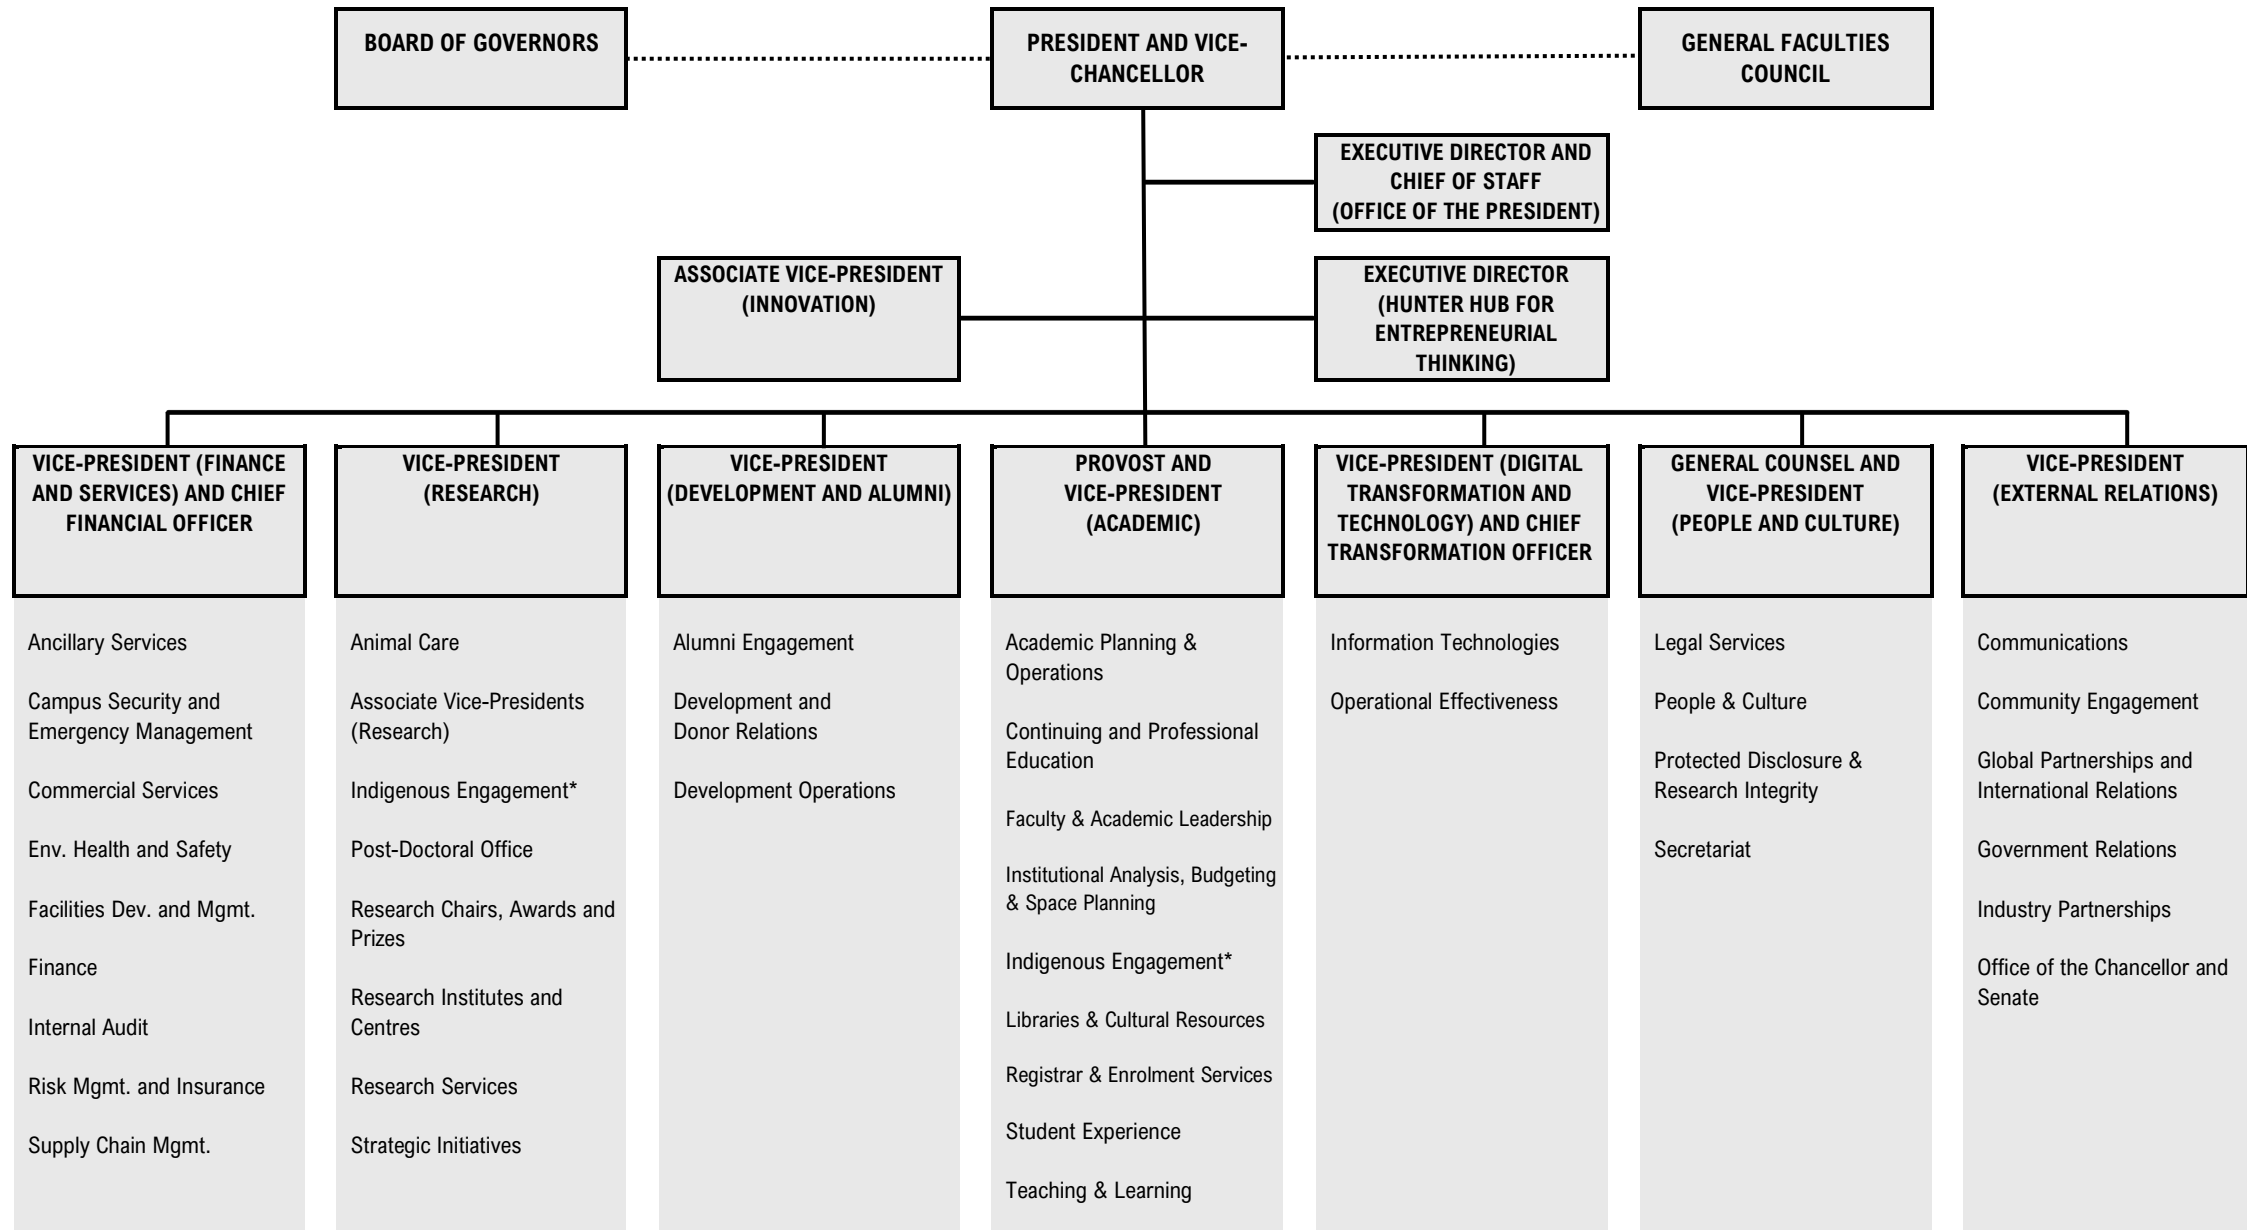 BOARD OF GOVERNORS
PRESIDENT AND VICE-
CHANCELLOR
GENERAL FACULTIES
COUNCIL
EXECUTIVE DIRECTOR AND
CHIEF OF STAFF
(OFFICE OF THE PRESIDENT)
ASSOCIATE VICE-PRESIDENT
(INNOVATION)
EXECUTIVE DIRECTOR
(HUNTER HUB FOR
ENTREPRENEURIAL
THINKING)
VICE-PRESIDENT (FINANCE
AND SERVICES) AND CHIEF
FINANCIAL OFFICER
Ancillary Services
Campus Security and
Emergency Management
Commercial Services
Env. Health and Safety
Facilities Dev. and Mgmt.
Finance
Internal Audit
Risk Mgmt. and Insurance
Supply Chain Mgmt.
VICE-PRESIDENT
(RESEARCH)
Animal Care
Associate Vice-Presidents
(Research)
Indigenous Engagement*
Post-Doctoral Office
Research Chairs, Awards and
Prizes
Research Institutes and
Centres
Research Services
Strategic Initiatives
VICE-PRESIDENT
(DEVELOPMENT AND ALUMNI)
Alumni Engagement
Development and
Donor Relations
Development Operations
PROVOST AND
VICE-PRESIDENT
(ACADEMIC)
Academic Planning &
Operations
Continuing and Professional
Education
Faculty & Academic Leadership
Institutional Analysis, Budgeting
& Space Planning
Indigenous Engagement*
Libraries & Cultural Resources
Registrar & Enrolment Services
Student Experience
Teaching & Learning
VICE-PRESIDENT (DIGITAL
TRANSFORMATION AND
TECHNOLOGY) AND CHIEF
TRANSFORMATION OFFICER
Information Technologies
Operational Effectiveness
GENERAL COUNSEL AND
VICE-PRESIDENT
(PEOPLE AND CULTURE)
Legal Services
People & Culture
Protected Disclosure &
Research Integrity
Secretariat
VICE-PRESIDENT
(EXTERNAL RELATIONS)
Communications
Community Engagement
Global Partnerships and
International Relations
Government Relations
Industry Partnerships
Office of the Chancellor and
Senate